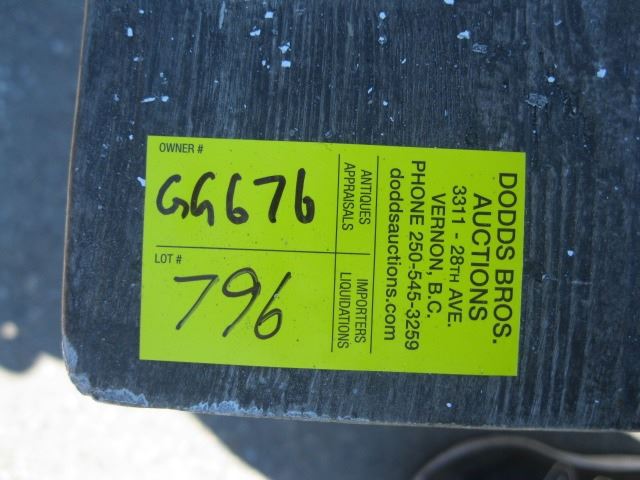 OWNER #
GG676
LOT #
796
ANTIQUES
APPRAISALS
IMPORTERS
LIQUIDATIONS
DODDS BROS.
AUCTIONS
3311 - 28TH AVE.
VERNON, B.C.
PHONE 250-545-3259
doddsauctions.com